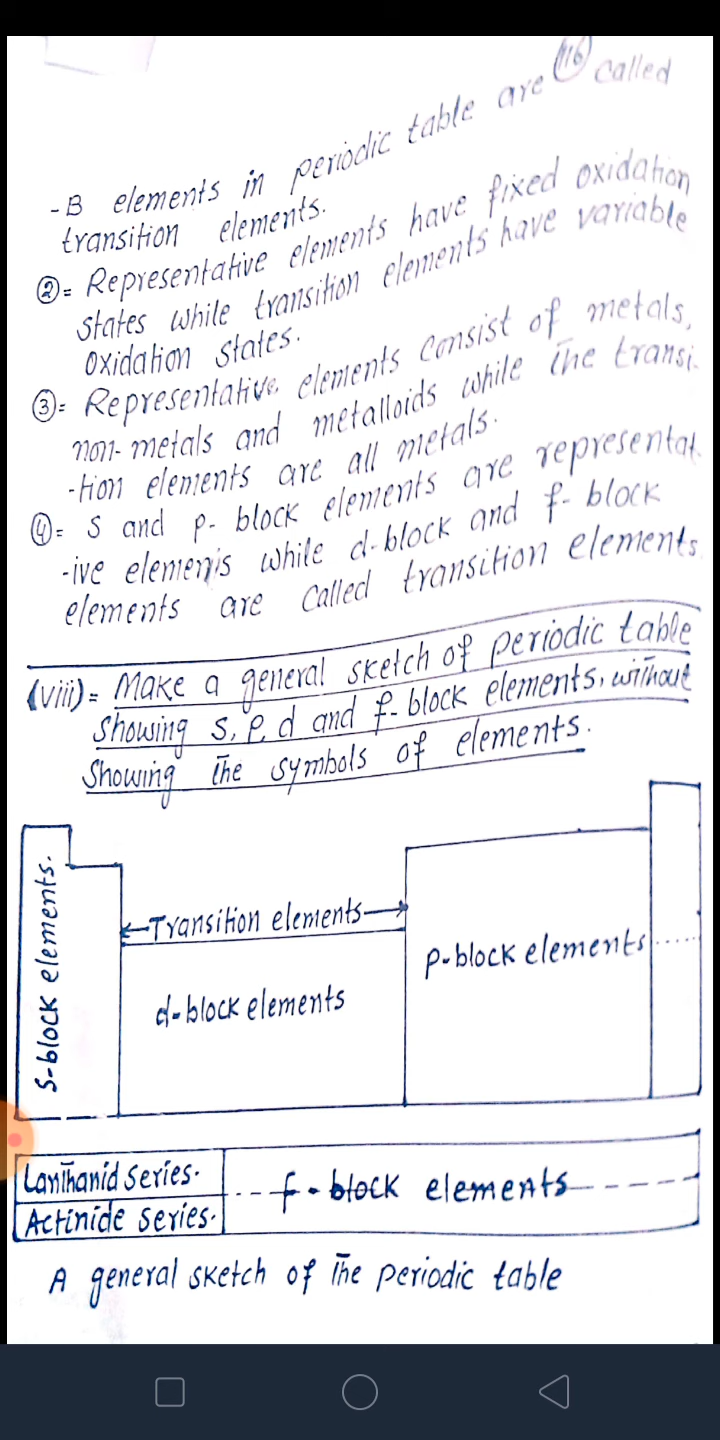 116
-B elements in periodic table are called
transition elements.
②= Representative elements have fixed oxidation
states while transition elements have variable
oxidation states.
③= Representative elements consist of metals,
non-metals and metalloids while the transi-
-tion elements are all metals.
④= s and p-block elements are representat
-ive elements while d-block and f-block
elements are called transition elements.
(viii)= Make a general sketch of periodic table
showing s, p, d and f-block elements, without
showing the symbols of elements.
s-block elements.
Transition elements
d-block elements
p-block elements
Lanthanid series.
Actinide series.
f-block elements
A general sketch of the periodic table